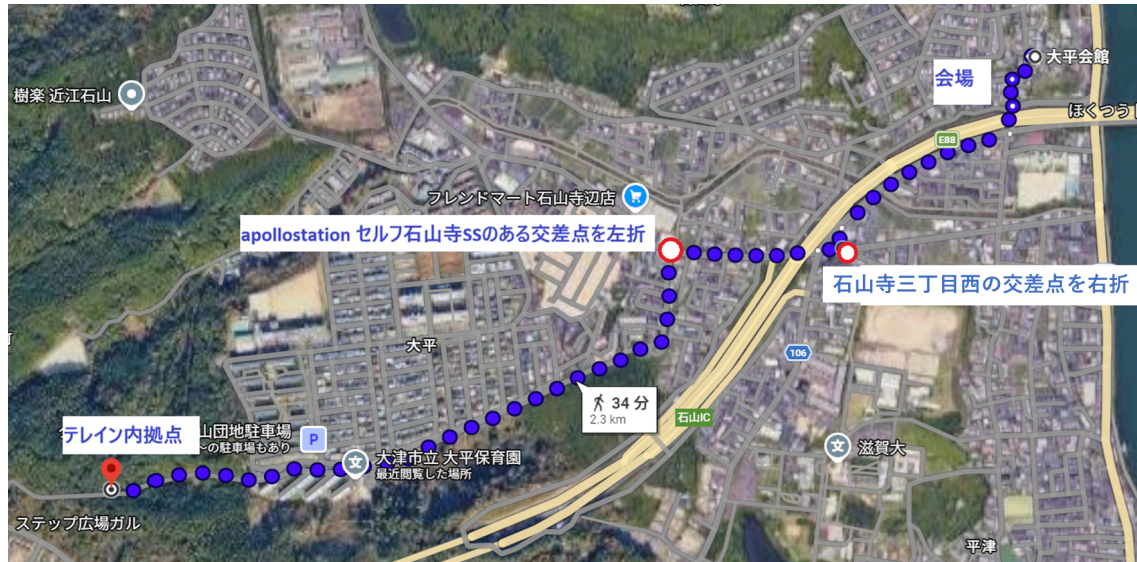 大平会館
会場
樹楽 近江石山
ほくつう
E88
フレンドマート石山寺辺店
apollostation セルフ石山寺SSのある交差点を左折
石山寺三丁目西の交差点を右折
大平
106
34 分
2.3 km
石山IC
テレイン内拠点
山団地駐車場
~の駐車場もあり
P
大津市立 大平保育園
最近閲覧した場所
滋賀大
ステップ広場ガル
平津